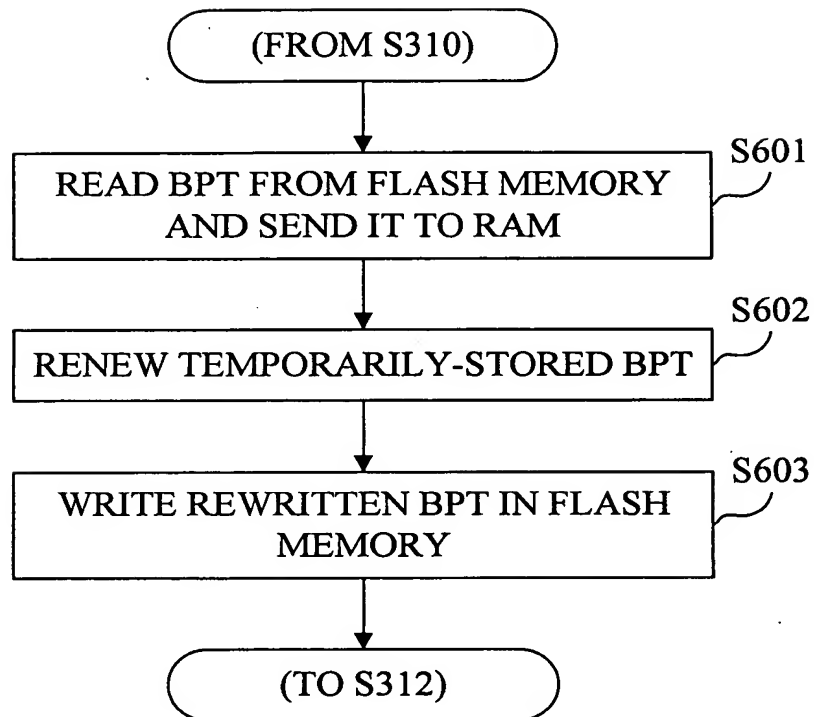 (FROM S310)
S601
READ BPT FROM FLASH MEMORY
AND SEND IT TO RAM
S602
RENEW TEMPORARILY-STORED BPT
S603
WRITE REWRITTEN BPT IN FLASH
MEMORY
(TO S312)